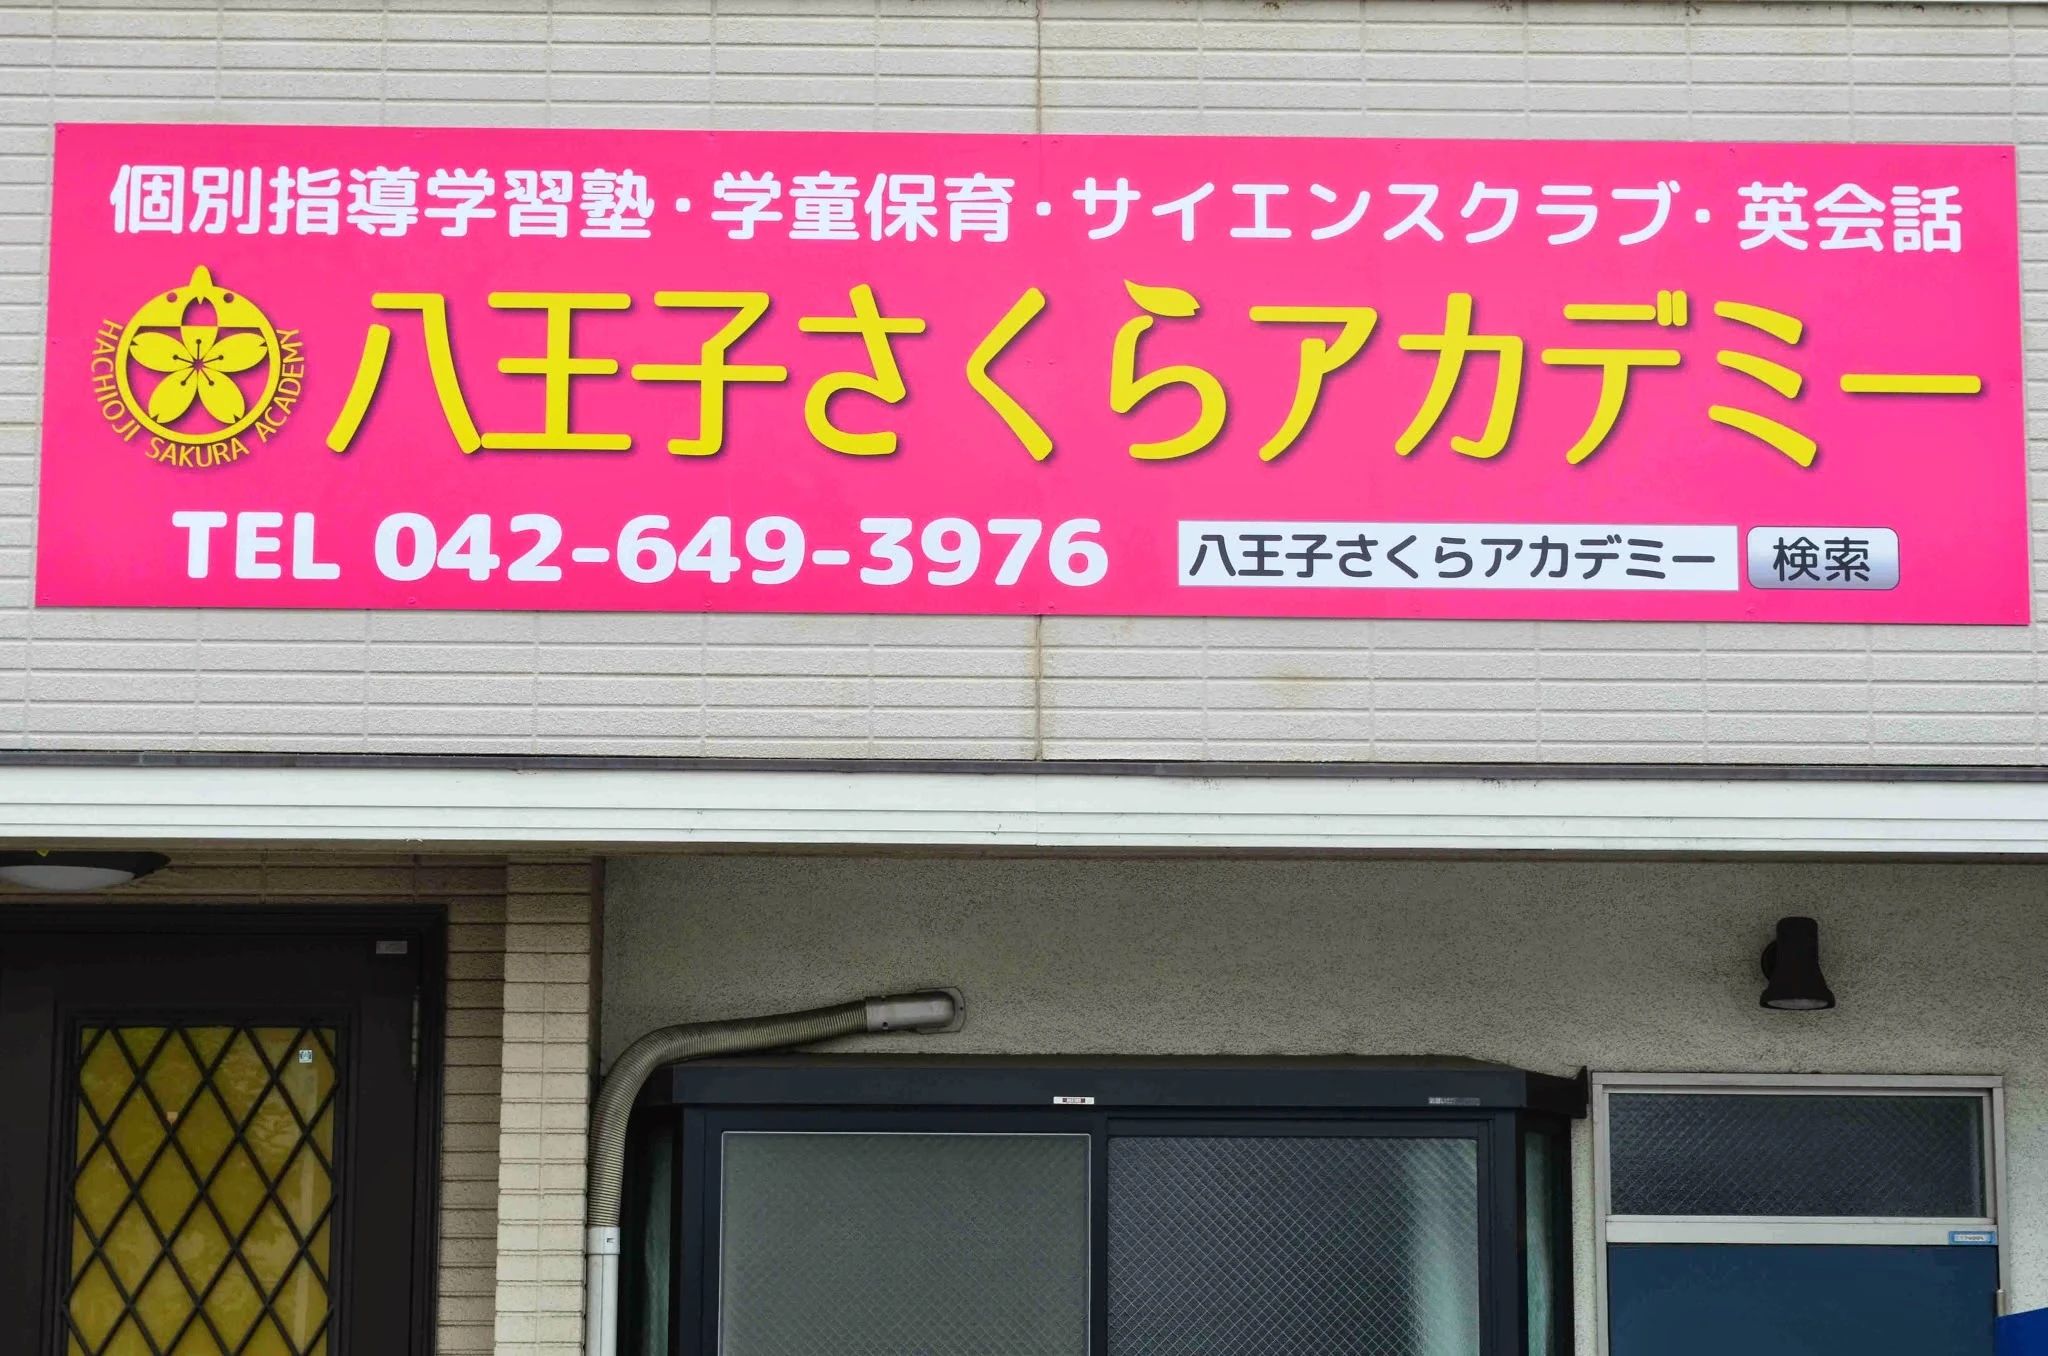 個別指導学習塾・学童保育・サイエンスクラブ・英会話
HACHIOJI SAKURA ACADEMY
八王子さくらアカデミー
TEL 042-649-3976
八王子さくらアカデミー 検索